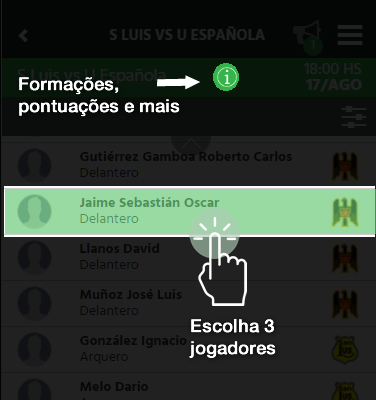 S LUIS VS U ESPAÑOLA
1
S Luis vs U Española
18:00 HS
17/AGO
Formações,
pontuações e mais
i
Gutiérrez Gamboa Roberto Carlos
Delantero
Jaime Sebastián Oscar
Delantero
Llanos David
Delantero
Muñoz José Luis
Delantero
González Ignacio
Arquero
Melo Dario
Escolha 3
jogadores